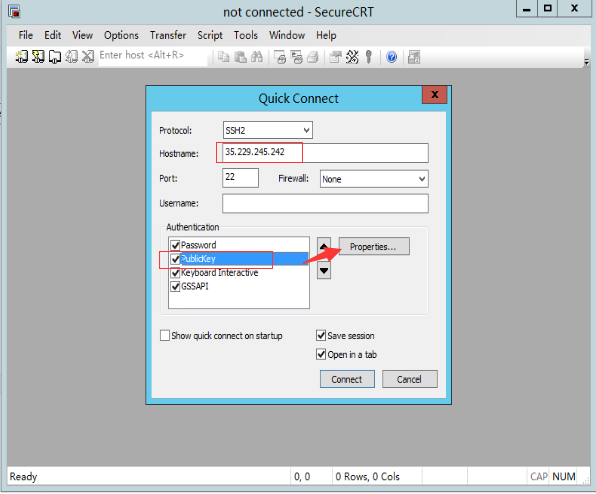 not connected - SecureCRT
File Edit View Options Transfer Script Tools Window Help
Enter host <Alt+R>
Quick Connect
Protocol: SSH2
Hostname: 35.229.245.242
Port: 22 Firewall: None
Username:
Authentication
Password
PublicKey
Properties...
Keyboard Interactive
GSSAPI
Show quick connect on startup
Save session
Open in a tab
Connect Cancel
Ready 0, 0 0 Rows, 0 Cols CAP NUM